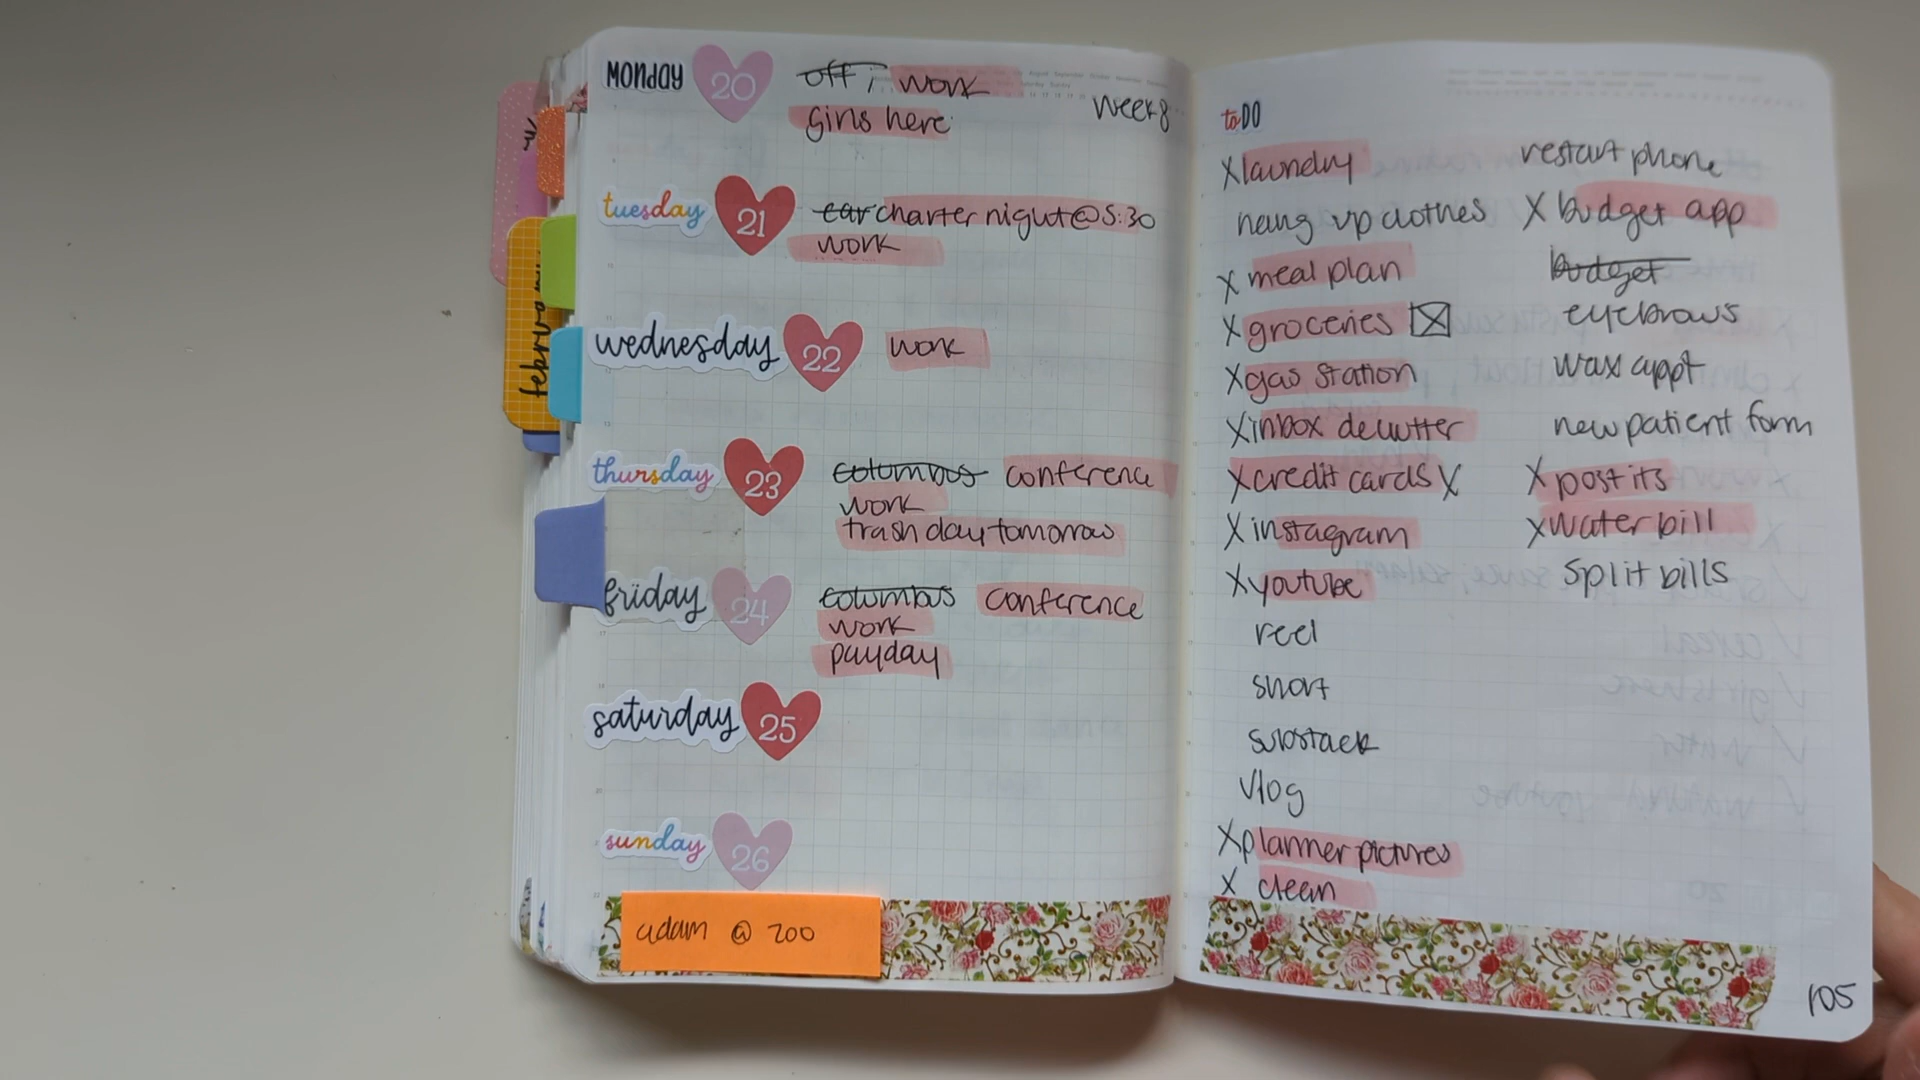 MONDAY 20 off; work
girls here
week 8
tuesday 21 ear charter night @ 5:30
work
wednesday 22 work
thursday 23 columbus conference
work
trash day tomorrow
friday 24 columbus conference
work
payday
saturday 25
sunday 26
adam @ zoo
february
to DO
X laundry
hang up clothes
X meal plan
X groceries
X gas station
X inbox declutter
X credit cards X
X instagram
X youtube
reel
short
substack
vlog
X planner pictures
X clean
restart phone
X budget app
budget
eyebrows
wax appt
new patient form
X post its
X water bill
split bills
105